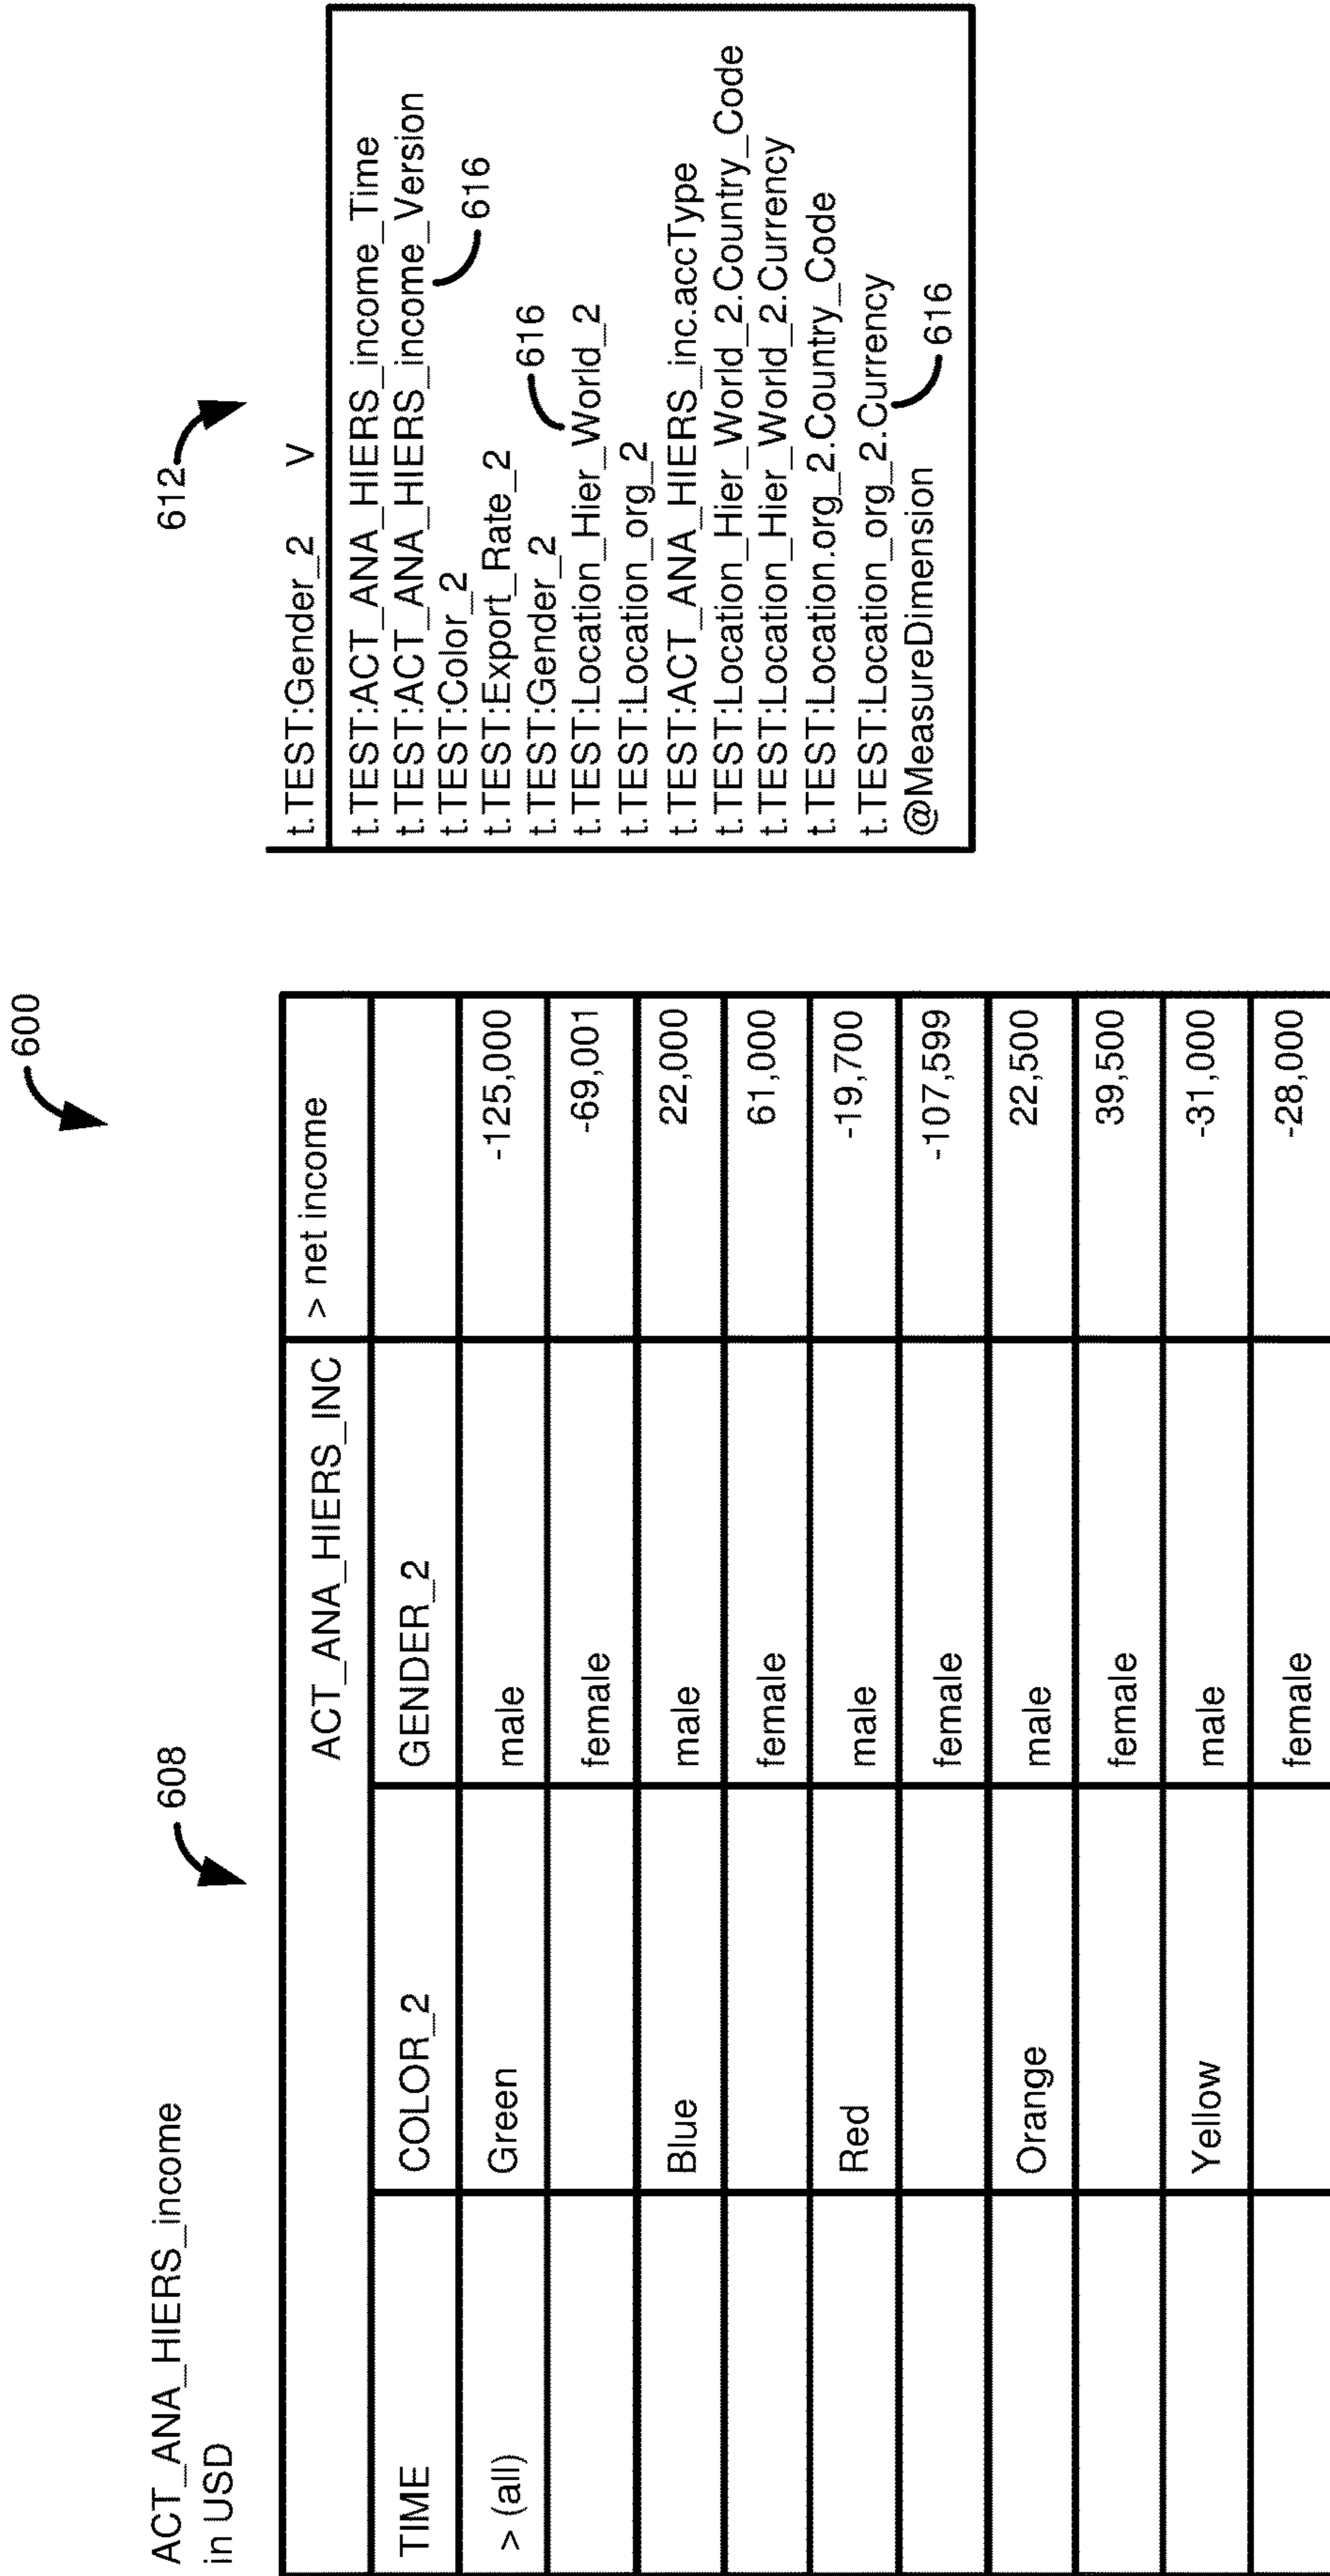 600
ACT_ANA_HIERS_income
in USD
608
ACT_ANA_HIERS_INC > net income
TIME COLOR_2 GENDER_2
> (all) Green male -125,000
female -69,001
Blue male 22,000
female 61,000
Red male -19,700
female -107,599
Orange male 22,500
female 39,500
Yellow male -31,000
female -28,000
612
t.TEST:Gender_2 V
t.TEST:ACT_ANA_HIERS_income_Time
t.TEST:ACT_ANA_HIERS_income_Version
616
t.TEST:Color_2
t.TEST:Export_Rate_2
t.TEST:Gender_2
616
t.TEST:Location_Hier_World_2
t.TEST:Location_org_2
t.TEST:ACT_ANA_HIERS_inc.accType
t.TEST:Location_Hier_World_2.Country_Code
t.TEST:Location_Hier_World_2.Currency
t.TEST:Location.org_2.Country_Code
t.TEST:Location_org_2.Currency
616
@MeasureDimension